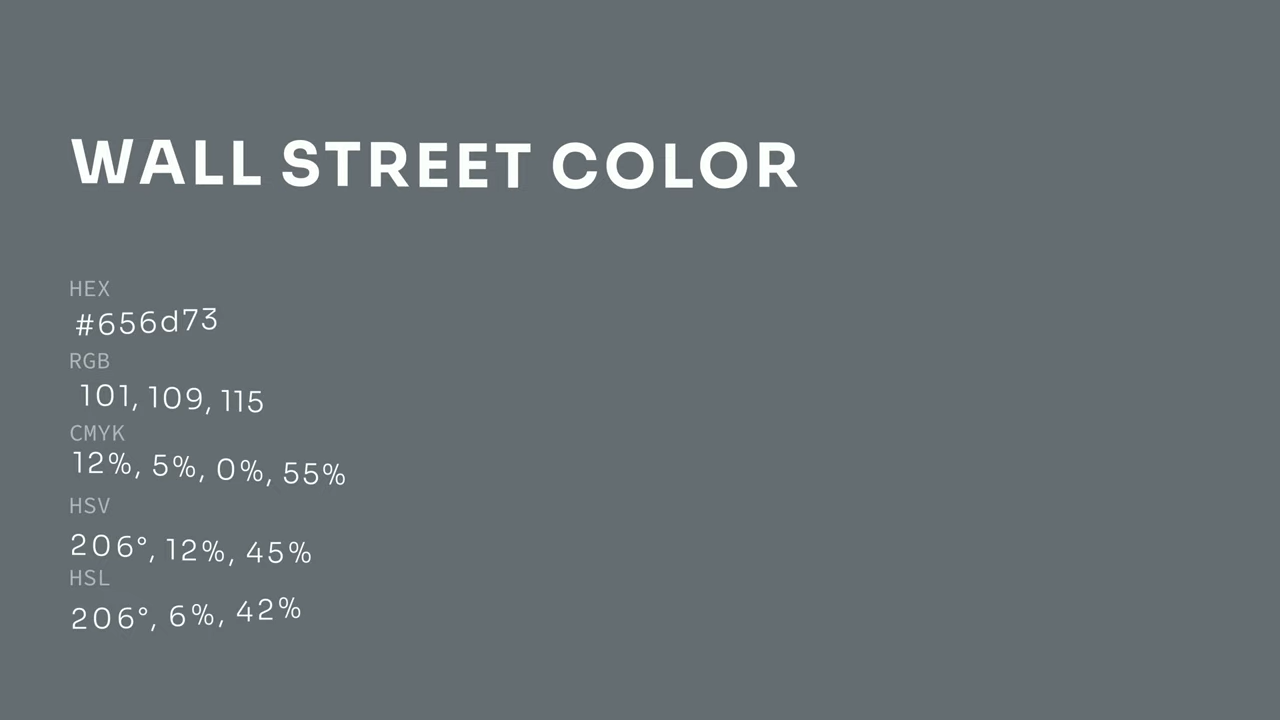 WALL STREET COLOR
HEX
#656d73
RGB
101, 109, 115
CMYK
12%, 5%, 0%, 55%
HSV
206°, 12%, 45%
HSL
206°, 6%, 42%